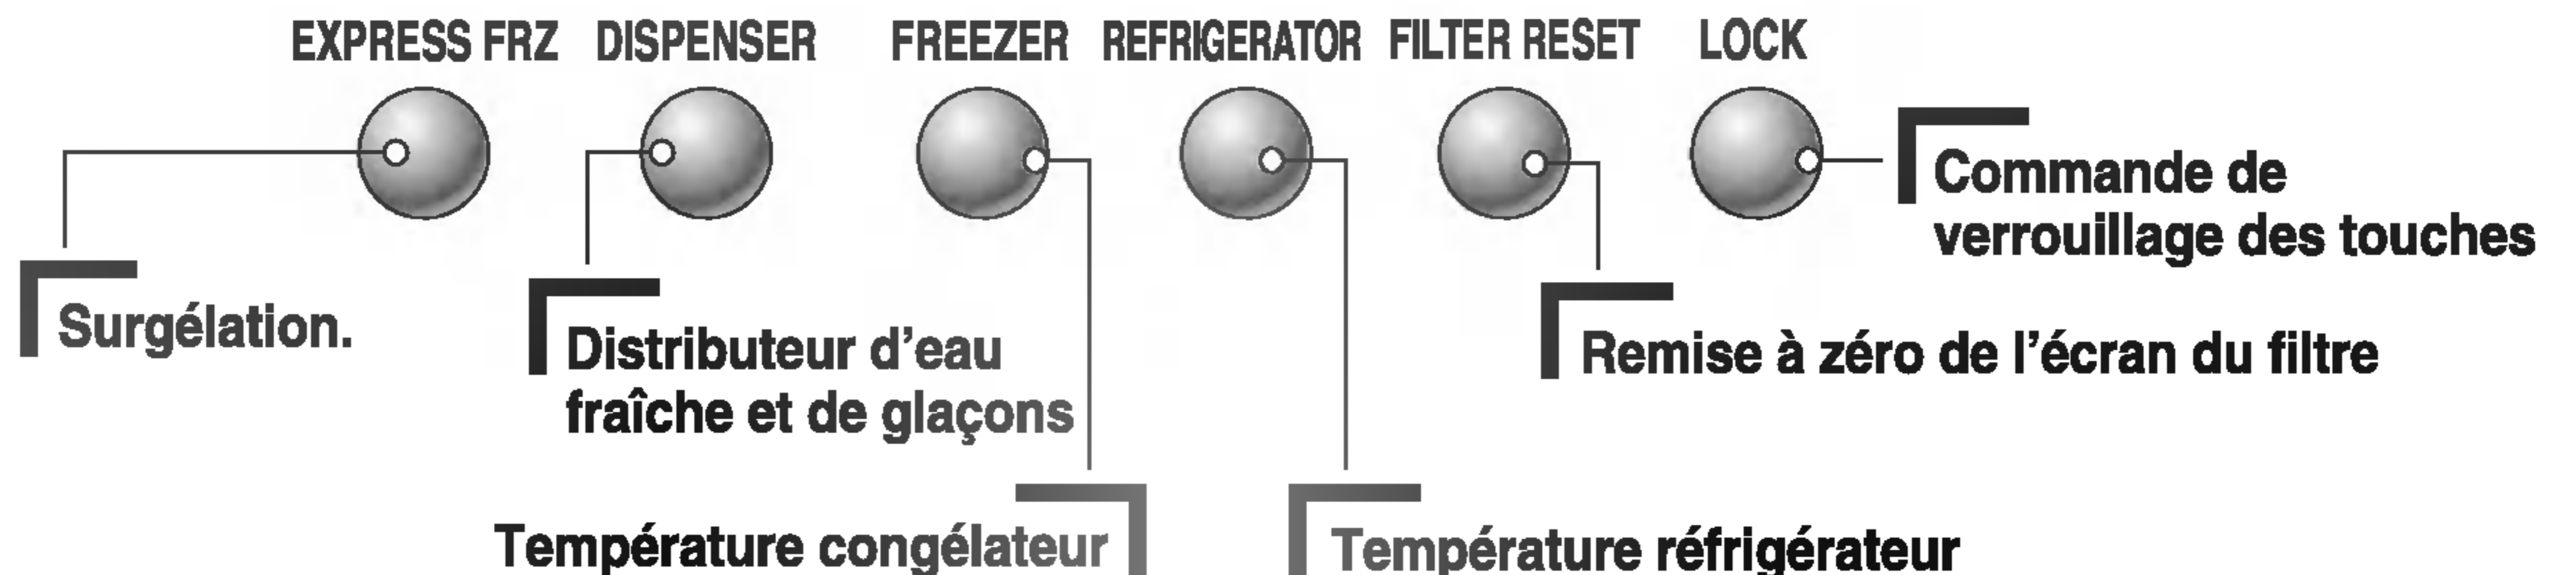 EXPRESS FRZ DISPENSER FREEZER REFRIGERATOR FILTER RESET LOCK
Commande de
verrouillage des touches
Surgélation.
Distributeur d'eau
fraîche et de glaçons
Remise à zéro de l'écran du filtre
Température congélateur
Température réfrigérateur